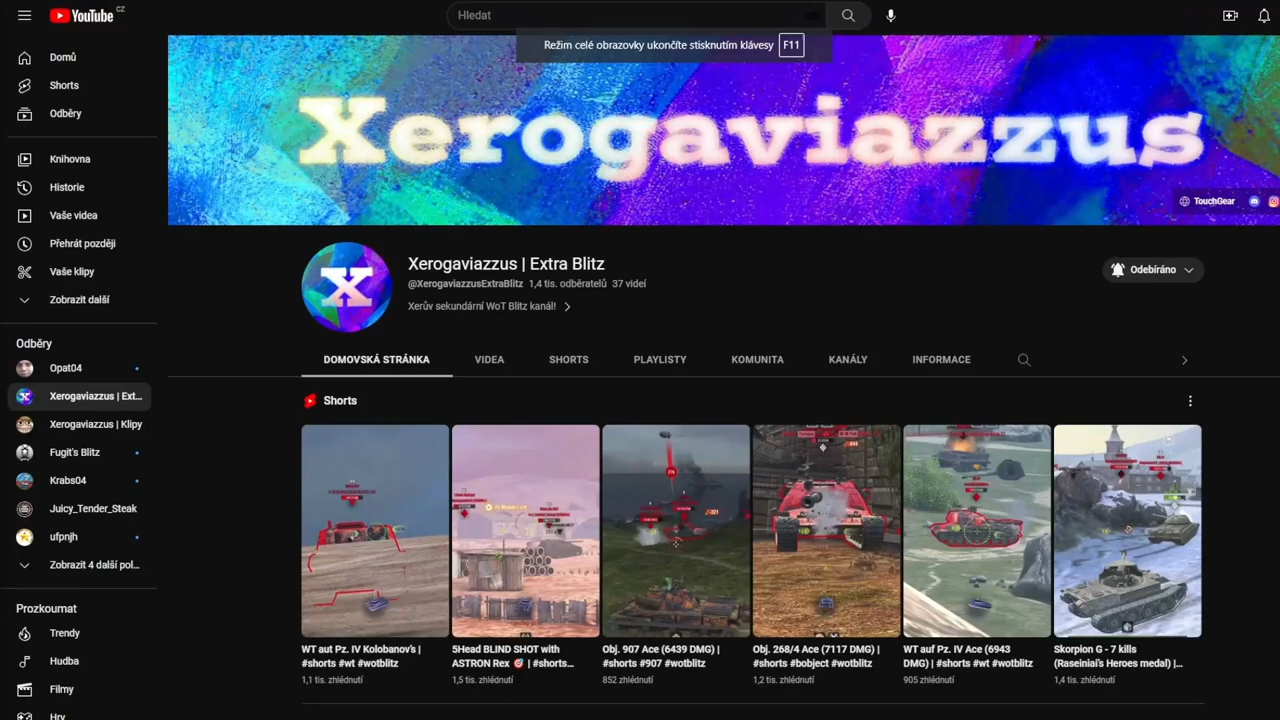 YouTube CZ
Hledat
Režim celé obrazovky ukončíte stisknutím klávesy F11
Domů
Shorts
Odběry
Knihovna
Historie
Vaše videa
Přehrát později
Vaše klipy
Zobrazit další
Odběry
Opat04
Xerogaviazzus | Ext...
Xerogaviazzus | Klipy
Fugit's Blitz
Krabs04
Juicy_Tender_Steak
ufpnjh
Zobrazit 4 další pol...
Prozkoumat
Trendy
Hudba
Filmy
Hry
Xerogaviazzus
TouchGear
X
Xerogaviazzus | Extra Blitz
@XerogaviazzusExtraBlitz 1,4 tis. odběratelů 37 videí
Xerův sekundární WoT Blitz kanál!
Odebíráno
DOMOVSKÁ STRÁNKA VIDEA SHORTS PLAYLISTY KOMUNITA KANÁLY INFORMACE
Shorts
WT aut Pz. IV Kolobanov's |
#shorts #wt #wotblitz
1,1 tis. zhlédnutí
5Head BLIND SHOT with
ASTRON Rex 🎯 | #shorts...
1,5 tis. zhlédnutí
Obj. 907 Ace (6439 DMG) |
#shorts #907 #wotblitz
852 zhlédnutí
Obj. 268/4 Ace (7117 DMG) |
#shorts #bobject #wotblitz
1,2 tis. zhlédnutí
WT auf Pz. IV Ace (6943
DMG) | #shorts #wt #wotblitz
905 zhlédnutí
Skorpion G - 7 kills
(Raseiniai's Heroes medal) |...
1,4 tis. zhlédnutí